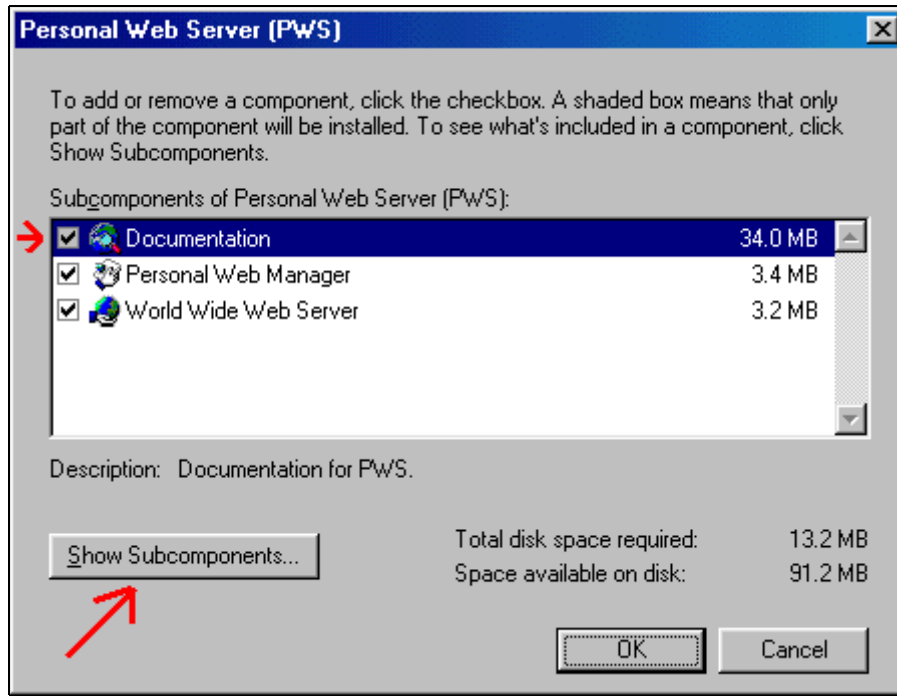 Personal Web Server (PWS)
To add or remove a component, click the checkbox. A shaded box means that only
part of the component will be installed. To see what's included in a component, click
Show Subcomponents.
Subcomponents of Personal Web Server (PWS):
Documentation 34.0 MB
Personal Web Manager 3.4 MB
World Wide Web Server 3.2 MB
Description: Documentation for PWS.
Show Subcomponents...
Total disk space required: 13.2 MB
Space available on disk: 91.2 MB
OK Cancel